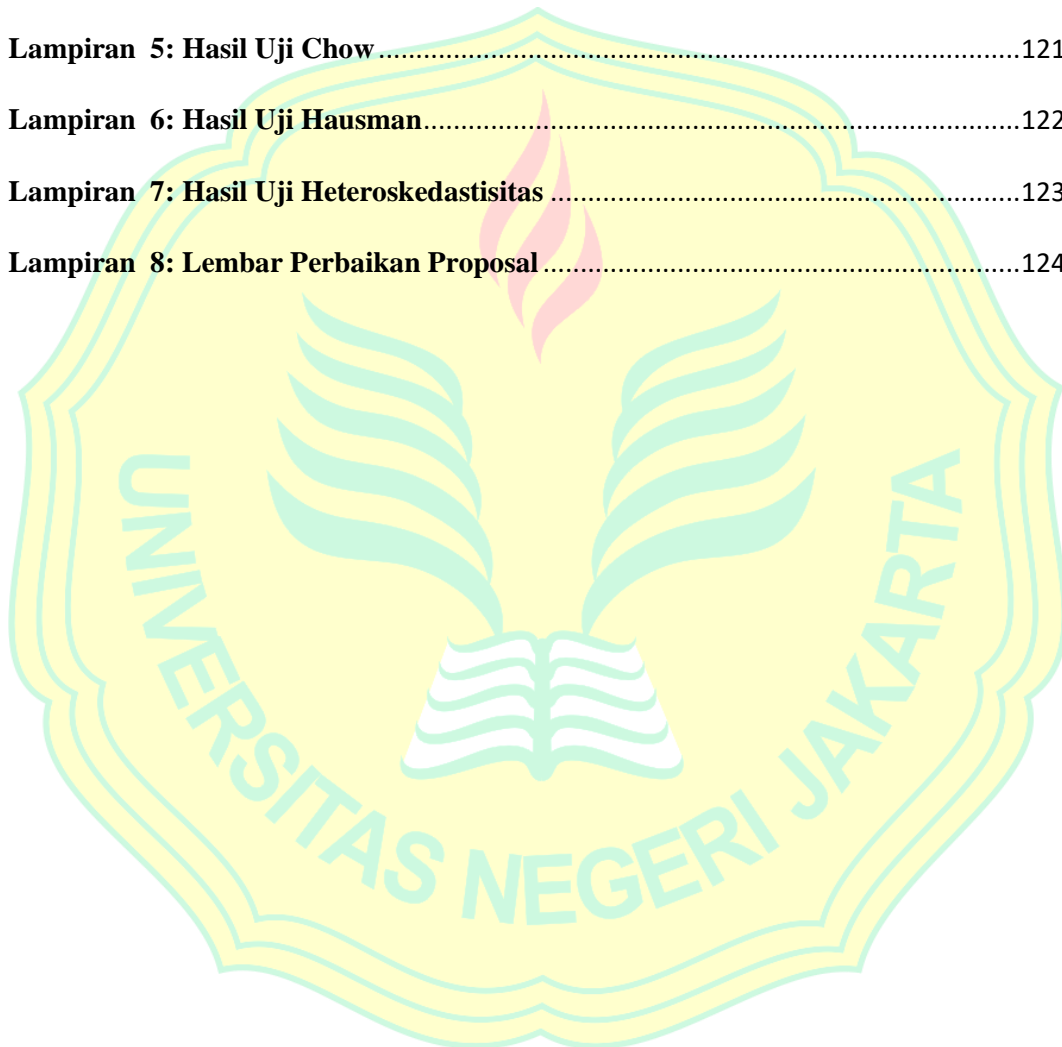 Lampiran  5: Hasil Uji Chow.......................................................................................121
Lampiran  6: Hasil Uji Hausman.................................................................................122
Lampiran  7: Hasil Uji Heteroskedastisitas .................................................................123
Lampiran  8: Lembar Perbaikan Proposal..................................................................124
UNIVERSITAS NEGERI JAKARTA